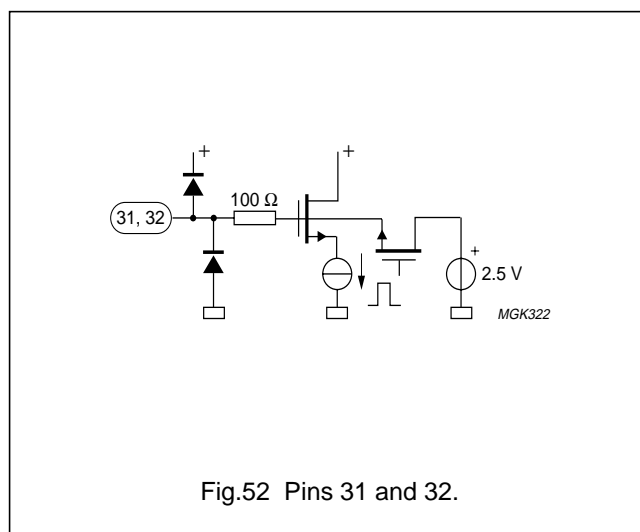 + +
100 Ω
31, 32
+
2.5 V
MGK322
Fig.52 Pins 31 and 32.